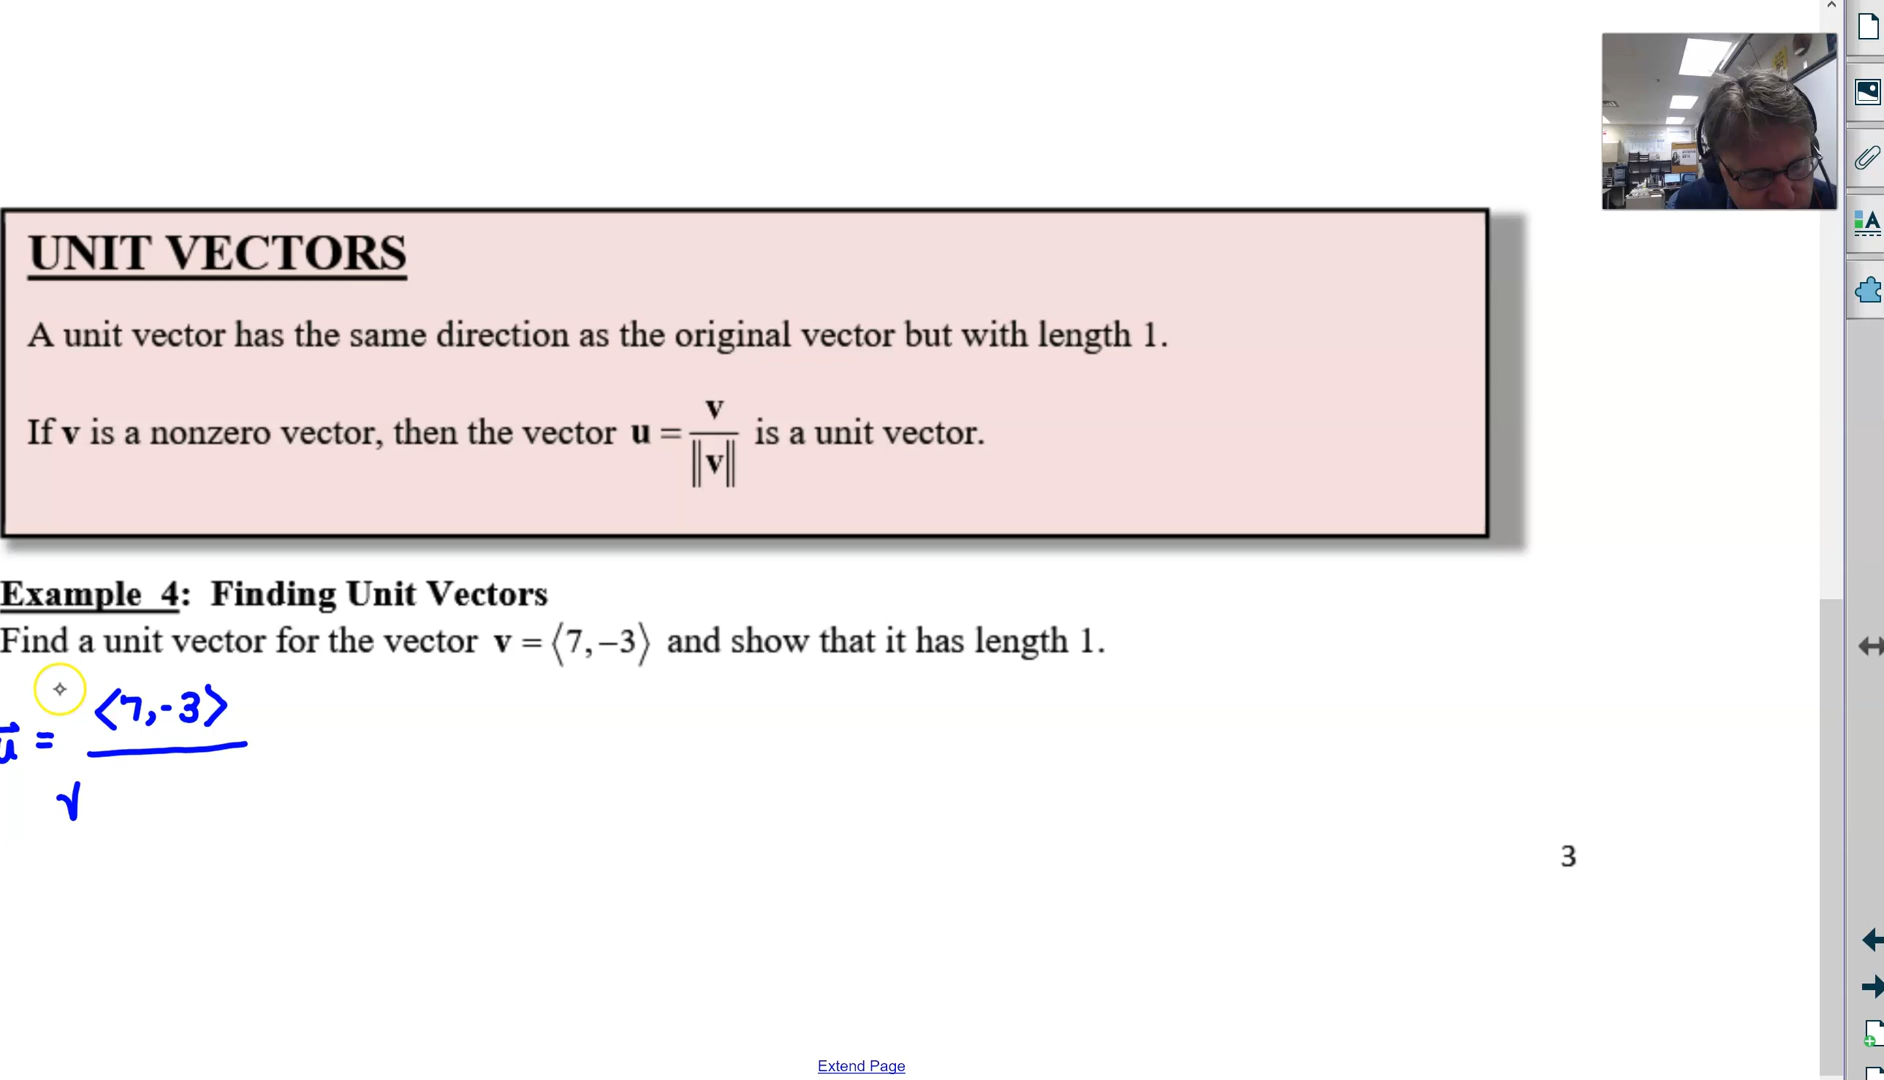 UNIT VECTORS
A unit vector has the same direction as the original vector but with length 1.
If v is a nonzero vector, then the vector u = v / ‖v‖ is a unit vector.
Example 4: Finding Unit Vectors
Find a unit vector for the vector v = ⟨7, −3⟩ and show that it has length 1.
⟨7, -3⟩
u⃗ =
√
3
Extend Page